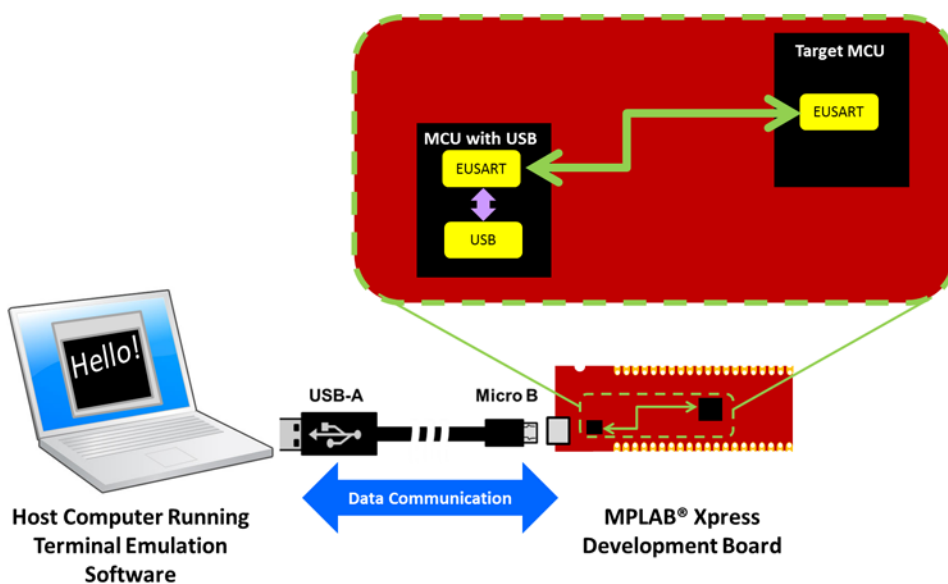 Target MCU
EUSART
MCU with USB
EUSART
USB
Hello!
USB-A
Micro B
Data Communication
Host Computer Running
Terminal Emulation
Software
MPLAB® Xpress
Development Board